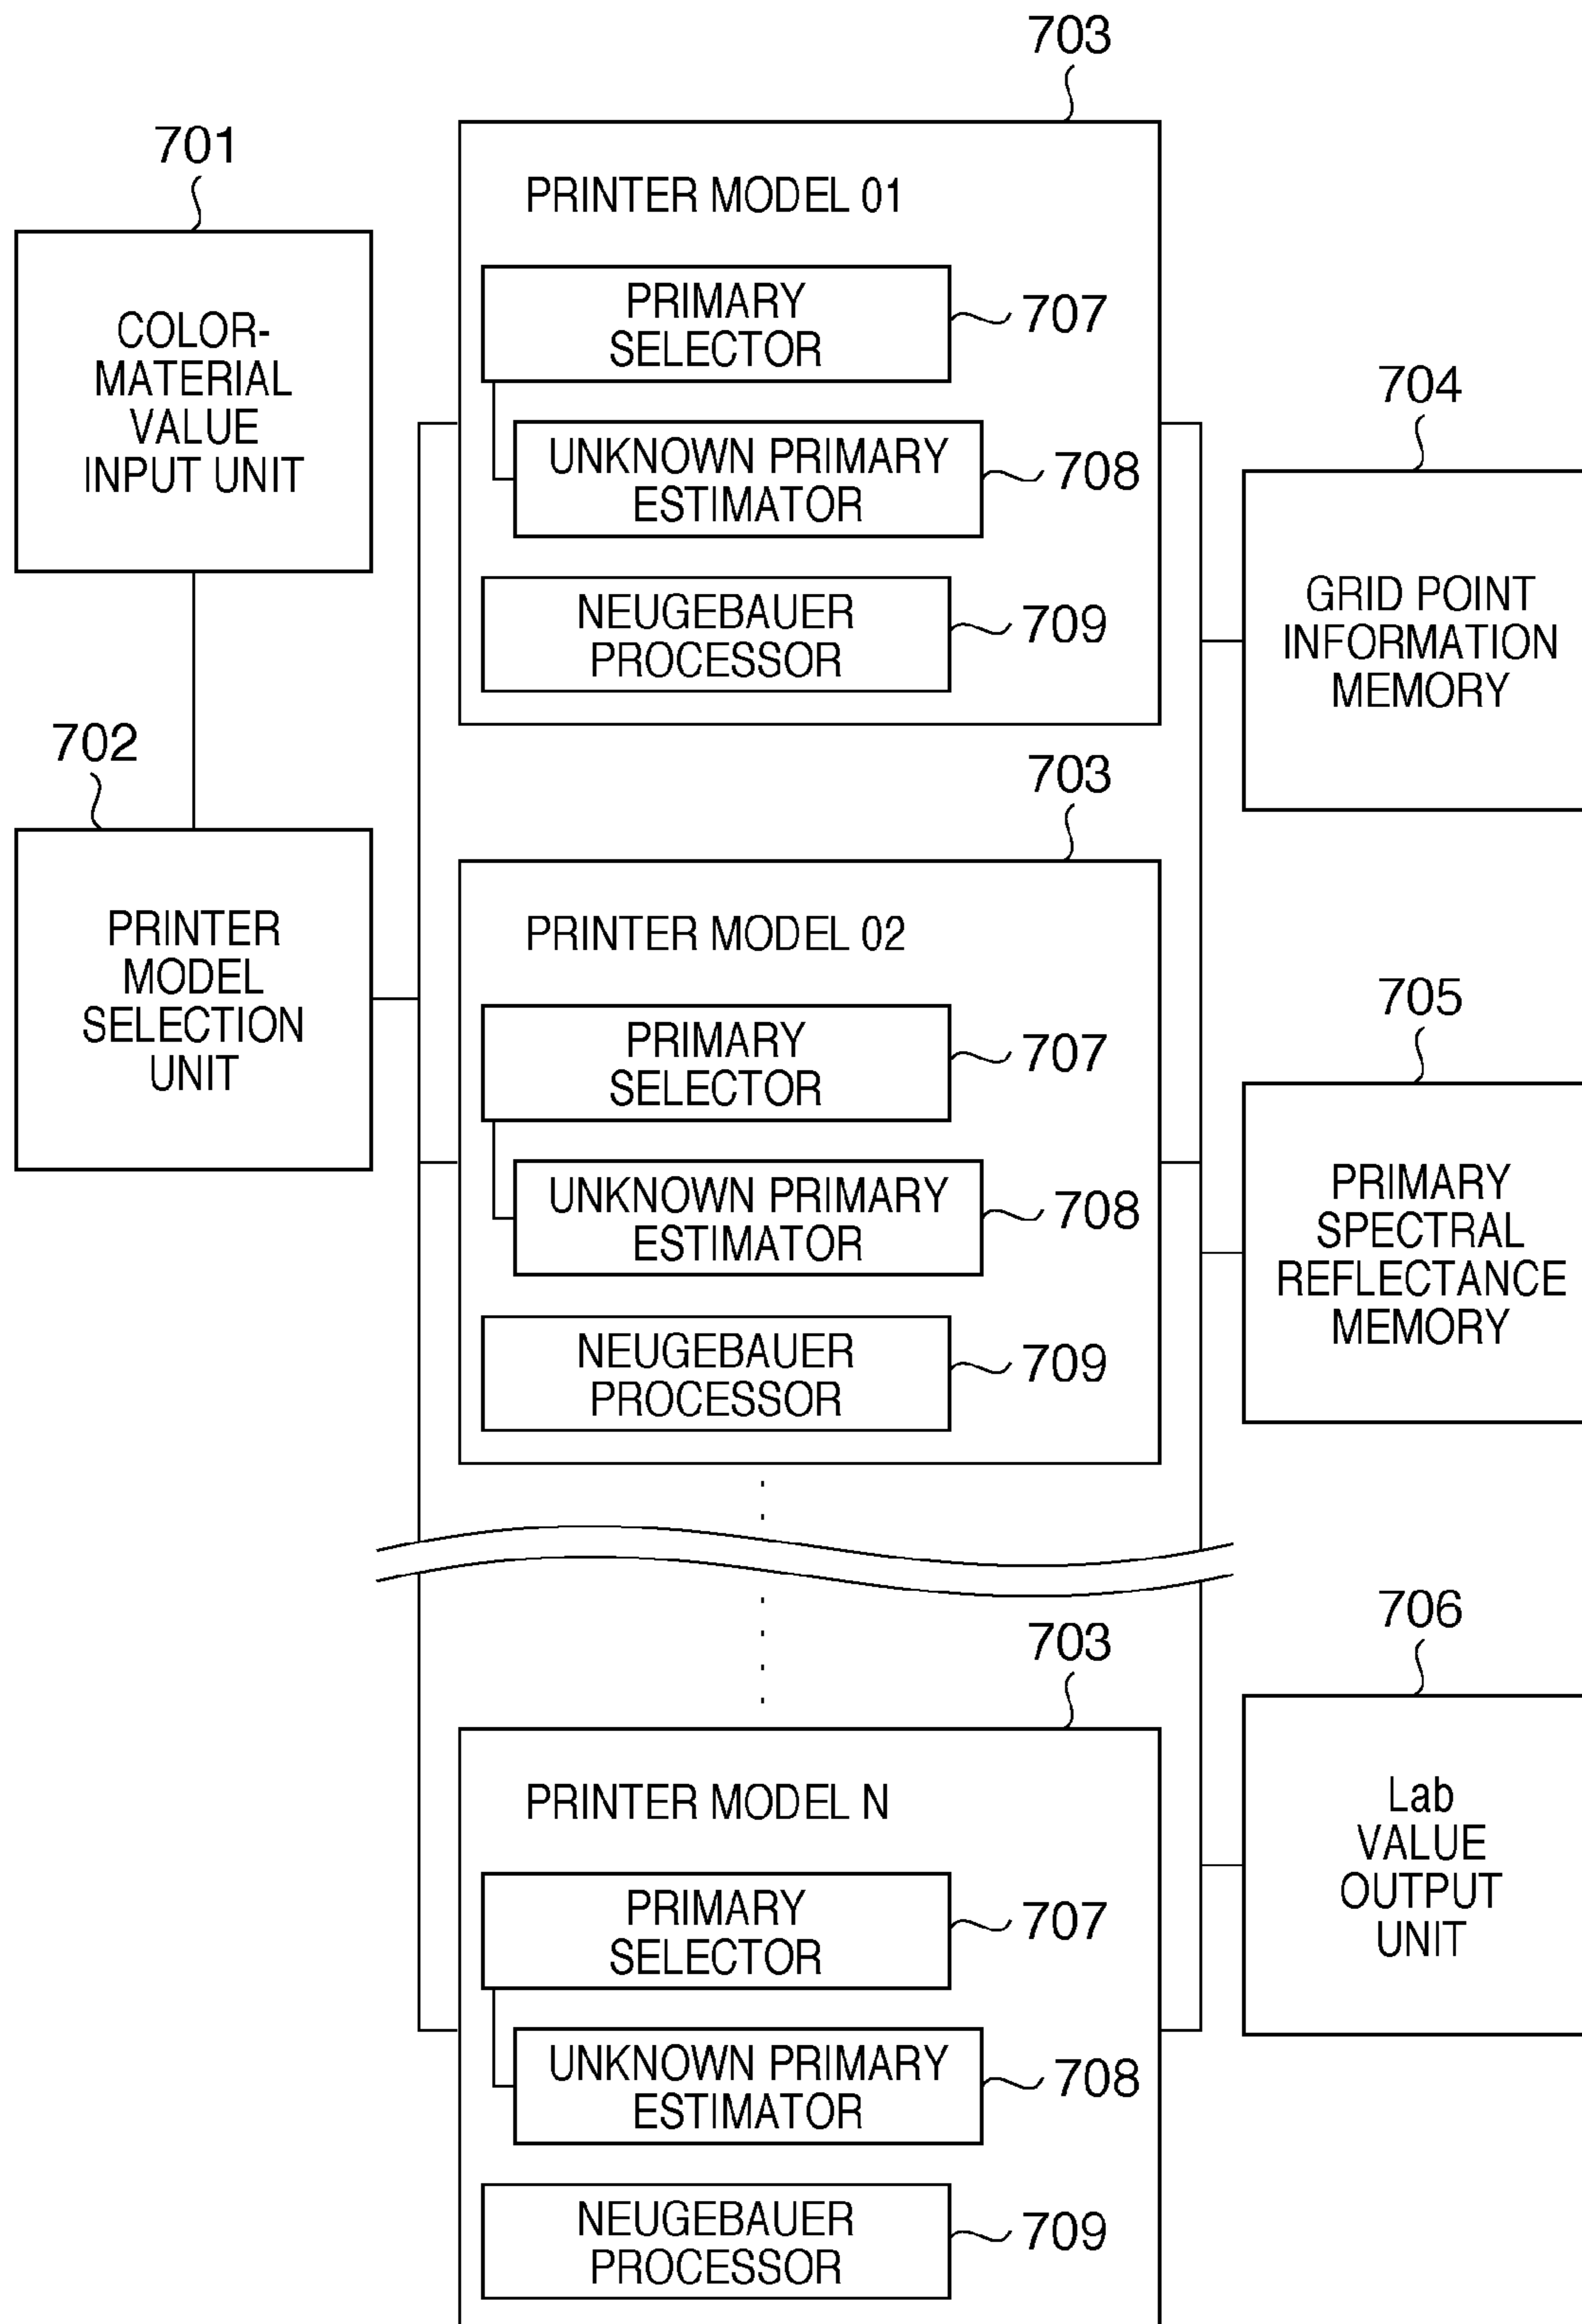 701
COLOR-
MATERIAL
VALUE
INPUT UNIT
702
PRINTER
MODEL
SELECTION
UNIT
703
PRINTER MODEL 01
PRIMARY
SELECTOR
707
UNKNOWN PRIMARY
ESTIMATOR
708
NEUGEBAUER
PROCESSOR
709
703
PRINTER MODEL 02
PRIMARY
SELECTOR
707
UNKNOWN PRIMARY
ESTIMATOR
708
NEUGEBAUER
PROCESSOR
709
703
PRINTER MODEL N
PRIMARY
SELECTOR
707
UNKNOWN PRIMARY
ESTIMATOR
708
NEUGEBAUER
PROCESSOR
709
704
GRID POINT
INFORMATION
MEMORY
705
PRIMARY
SPECTRAL
REFLECTANCE
MEMORY
706
Lab
VALUE
OUTPUT
UNIT